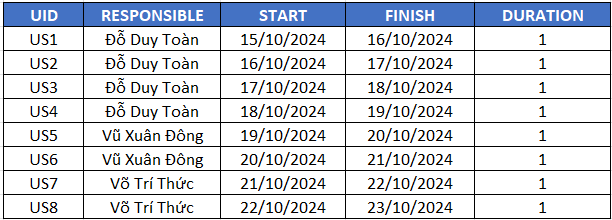 UID RESPONSIBLE START FINISH DURATION
US1 Đỗ Duy Toàn 15/10/2024 16/10/2024 1
US2 Đỗ Duy Toàn 16/10/2024 17/10/2024 1
US3 Đỗ Duy Toàn 17/10/2024 18/10/2024 1
US4 Đỗ Duy Toàn 18/10/2024 19/10/2024 1
US5 Vũ Xuân Đông 19/10/2024 20/10/2024 1
US6 Vũ Xuân Đông 20/10/2024 21/10/2024 1
US7 Võ Trí Thức 21/10/2024 22/10/2024 1
US8 Võ Trí Thức 22/10/2024 23/10/2024 1